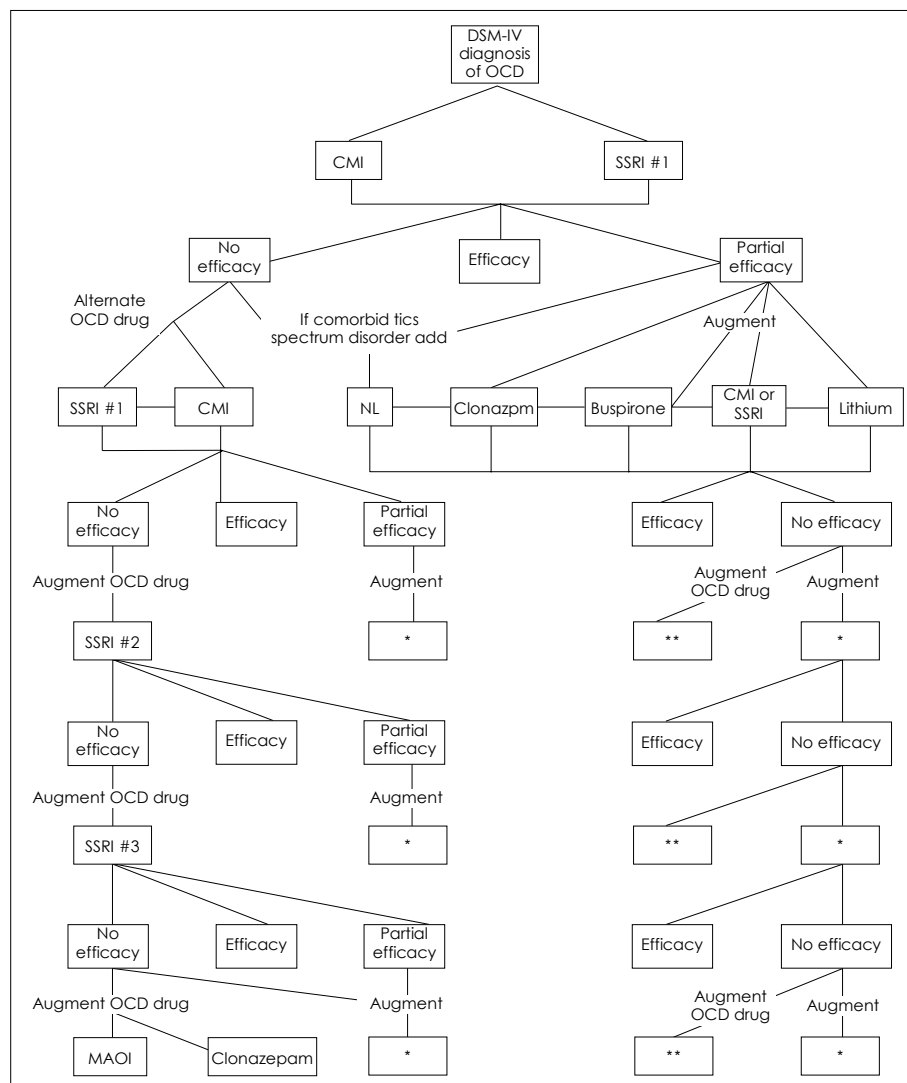 DSM-IV
diagnosis
of OCD
CMI
SSRI #1
No
efficacy
Efficacy
Partial
efficacy
Alternate
OCD drug
If comorbid tics
spectrum disorder add
Augment
SSRI #1
CMI
NL
Clonazpm
Buspirone
CMI or
SSRI
Lithium
No
efficacy
Efficacy
Partial
efficacy
Efficacy
No efficacy
Augment OCD drug
Augment
Augment
OCD drug
Augment
SSRI #2
*
**
*
No
efficacy
Efficacy
Partial
efficacy
Efficacy
No efficacy
Augment OCD drug
Augment
SSRI #3
*
**
*
No
efficacy
Efficacy
Partial
efficacy
Efficacy
No efficacy
Augment OCD drug
Augment
Augment
OCD drug
Augment
MAOI
Clonazepam
*
**
*